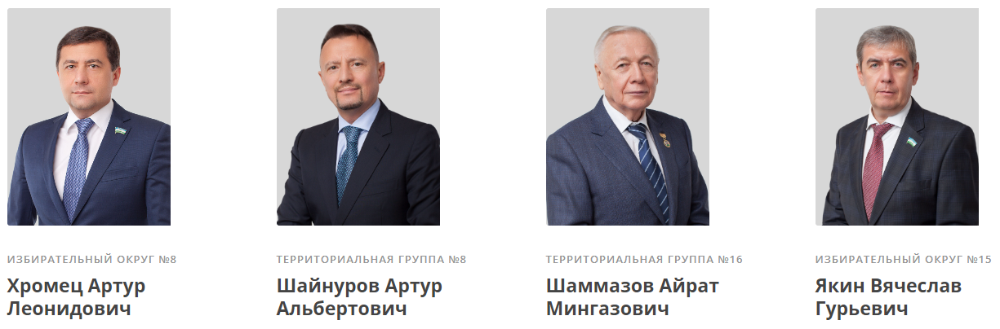 ИЗБИРАТЕЛЬНЫЙ ОКРУГ №8
Хромец Артур
Леонидович
ТЕРРИТОРИАЛЬНАЯ ГРУППА №8
Шайнуров Артур
Альбертович
ТЕРРИТОРИАЛЬНАЯ ГРУППА №16
Шаммазов Айрат
Мингазович
ИЗБИРАТЕЛЬНЫЙ ОКРУГ №15
Якин Вячеслав
Гурьевич